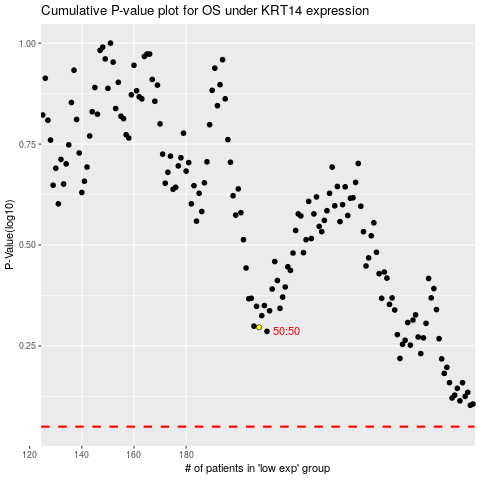 Cumulative P-value plot for OS under KRT14 expression
P-Value(log10)
1.00
0.75
0.50
0.25
50:50
120 140 160 180
# of patients in 'low exp' group